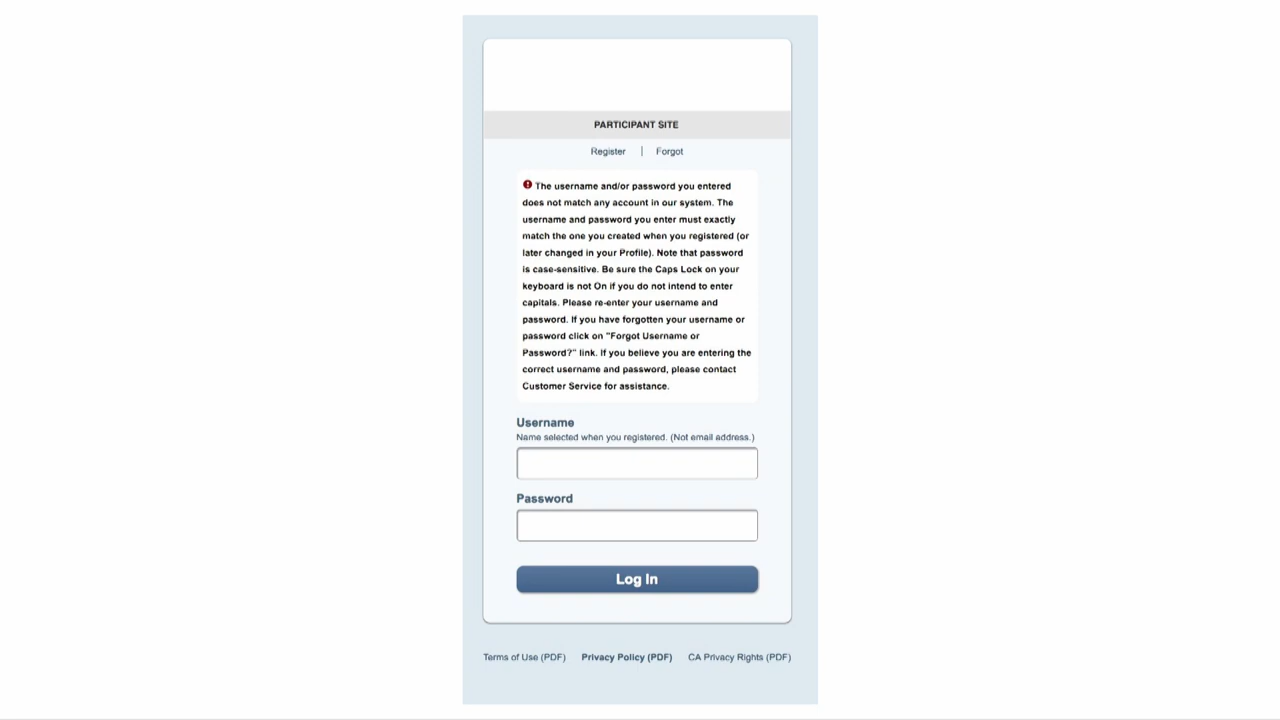 PARTICIPANT SITE
Register | Forgot
The username and/or password you entered
does not match any account in our system. The
username and password you enter must exactly
match the one you created when you registered (or
later changed in your Profile). Note that password
is case-sensitive. Be sure the Caps Lock on your
keyboard is not On if you do not intend to enter
capitals. Please re-enter your username and
password. If you have forgotten your username or
password click on "Forgot Username or
Password?" link. If you believe you are entering the
correct username and password, please contact
Customer Service for assistance.
Username
Name selected when you registered. (Not email address.)
Password
Log In
Terms of Use (PDF) Privacy Policy (PDF) CA Privacy Rights (PDF)